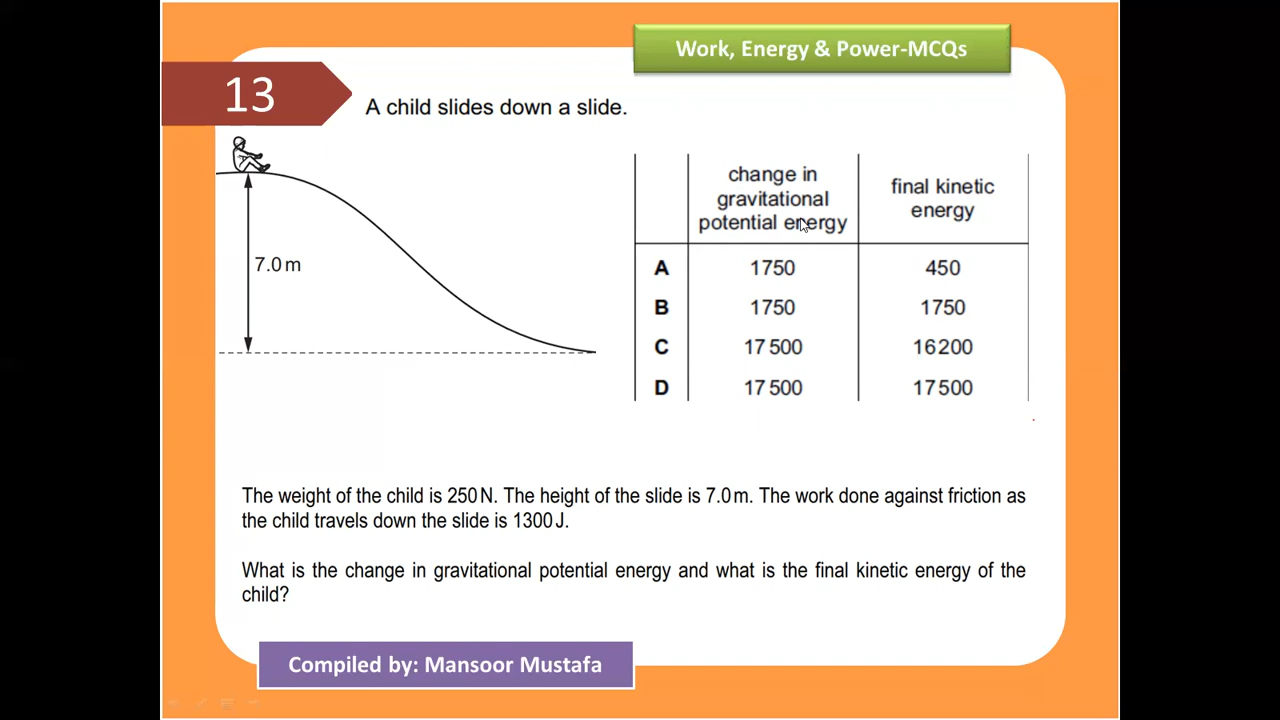 Work, Energy & Power-MCQs
13
A child slides down a slide.
7.0 m
change in
gravitational
potential energy
final kinetic
energy
A 1750 450
B 1750 1750
C 17 500 16 200
D 17 500 17 500
The weight of the child is 250 N. The height of the slide is 7.0 m. The work done against friction as
the child travels down the slide is 1300 J.
What is the change in gravitational potential energy and what is the final kinetic energy of the
child?
Compiled by: Mansoor Mustafa